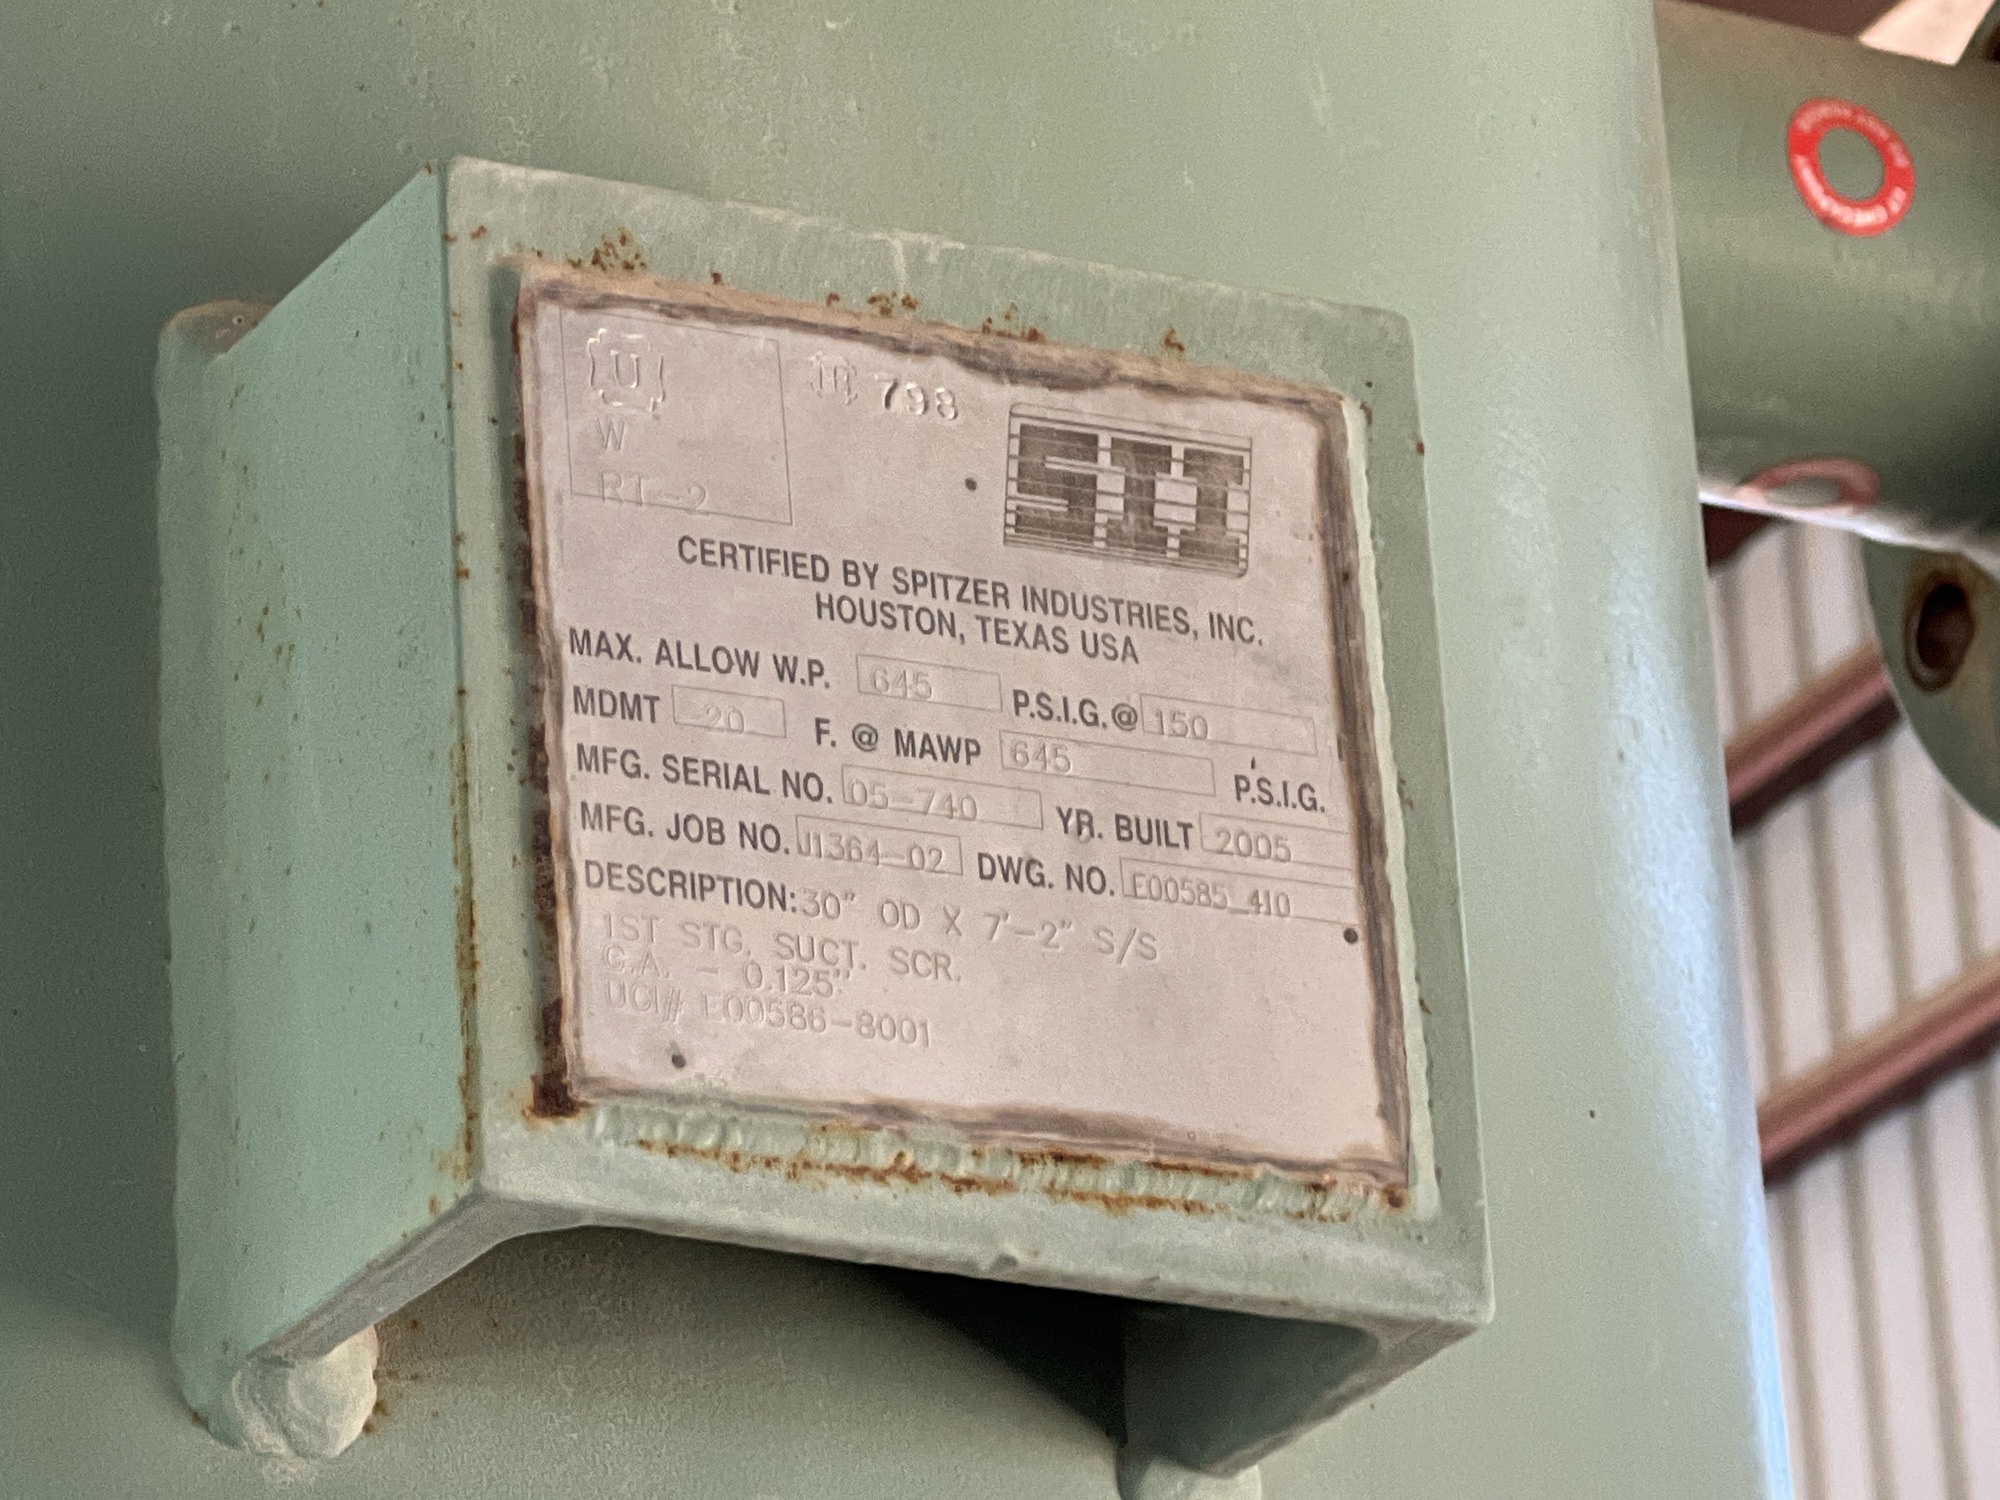 U
W
RT-2
798
SII
CERTIFIED BY SPITZER INDUSTRIES, INC.
HOUSTON, TEXAS USA
MAX. ALLOW W.P. 645 P.S.I.G.@ 150
MDMT -20 F. @ MAWP 645 P.S.I.G.
MFG. SERIAL NO. 05-740 YR. BUILT 2005
MFG. JOB NO. J1364-02 DWG. NO. E00585_410
DESCRIPTION: 30" OD X 7'-2" S/S
1ST STG. SUCT. SCR.
C.A. - 0.125"
UCI# E00586-8001